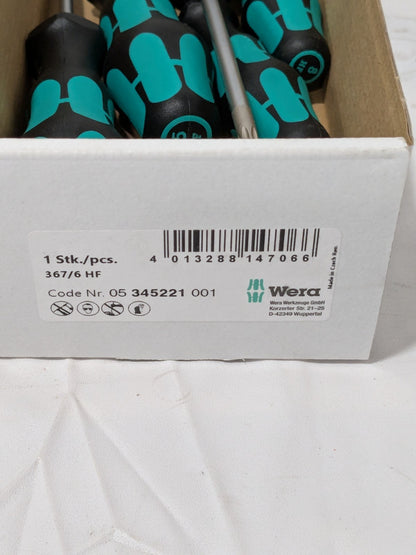 1 Stk./pcs.
367/6 HF
4 013288 147066
Code Nr. 05 345221 001
Wera
Wera Werkzeuge GmbH
Korzerter Str. 21-25
D-42349 Wuppertal
Made in Czech Rep.